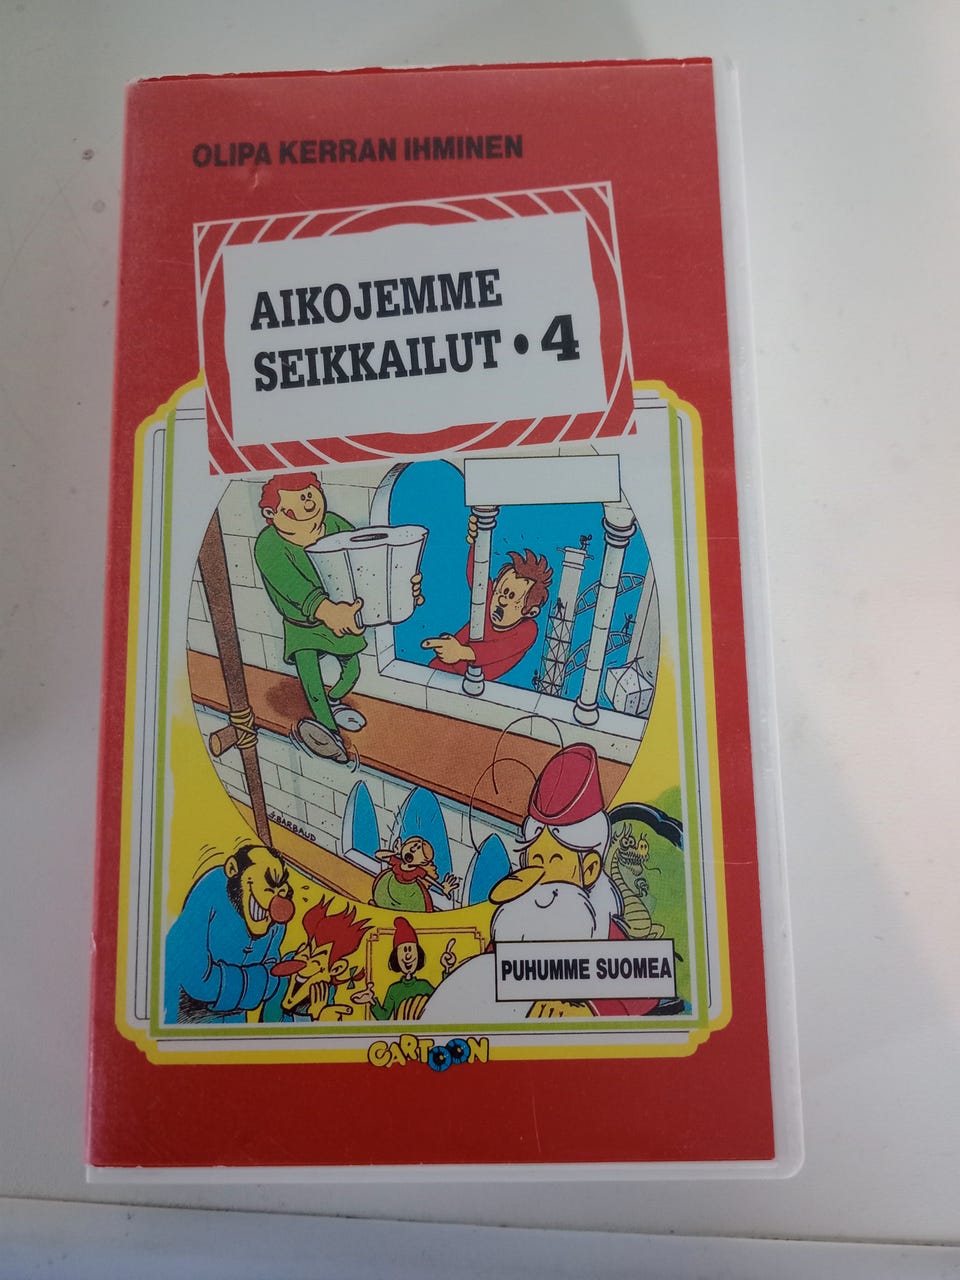 OLIPA KERRAN IHMINEN
AIKOJEMME
SEIKKAILUT • 4
J. BARBAUD
PUHUMME SUOMEA
CARTOON